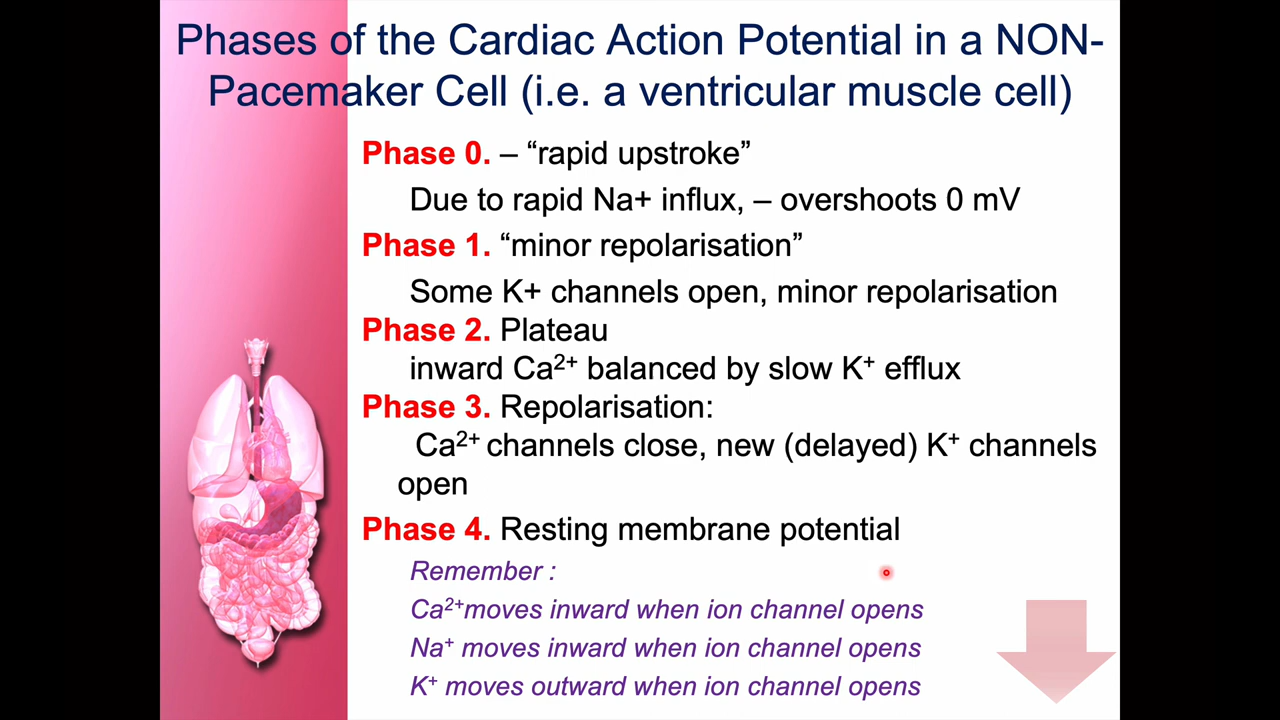 Phases of the Cardiac Action Potential in a NON-
Pacemaker Cell (i.e. a ventricular muscle cell)
Phase 0. – “rapid upstroke”
Due to rapid Na+ influx, – overshoots 0 mV
Phase 1. “minor repolarisation”
Some K+ channels open, minor repolarisation
Phase 2. Plateau
inward Ca²⁺ balanced by slow K⁺ efflux
Phase 3. Repolarisation:
Ca²⁺ channels close, new (delayed) K⁺ channels
open
Phase 4. Resting membrane potential
Remember :
Ca²⁺moves inward when ion channel opens
Na⁺ moves inward when ion channel opens
K⁺ moves outward when ion channel opens